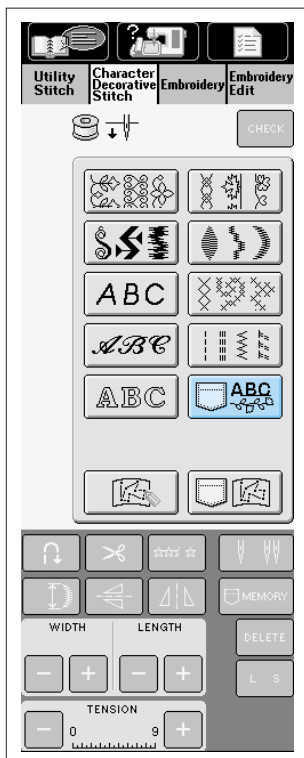 Utility Stitch
Character Decorative Stitch
Embroidery
Embroidery Edit
CHECK
ABC
ABC
ABC
ABC
MEMORY
WIDTH
LENGTH
DELETE
L S
TENSION
0 9